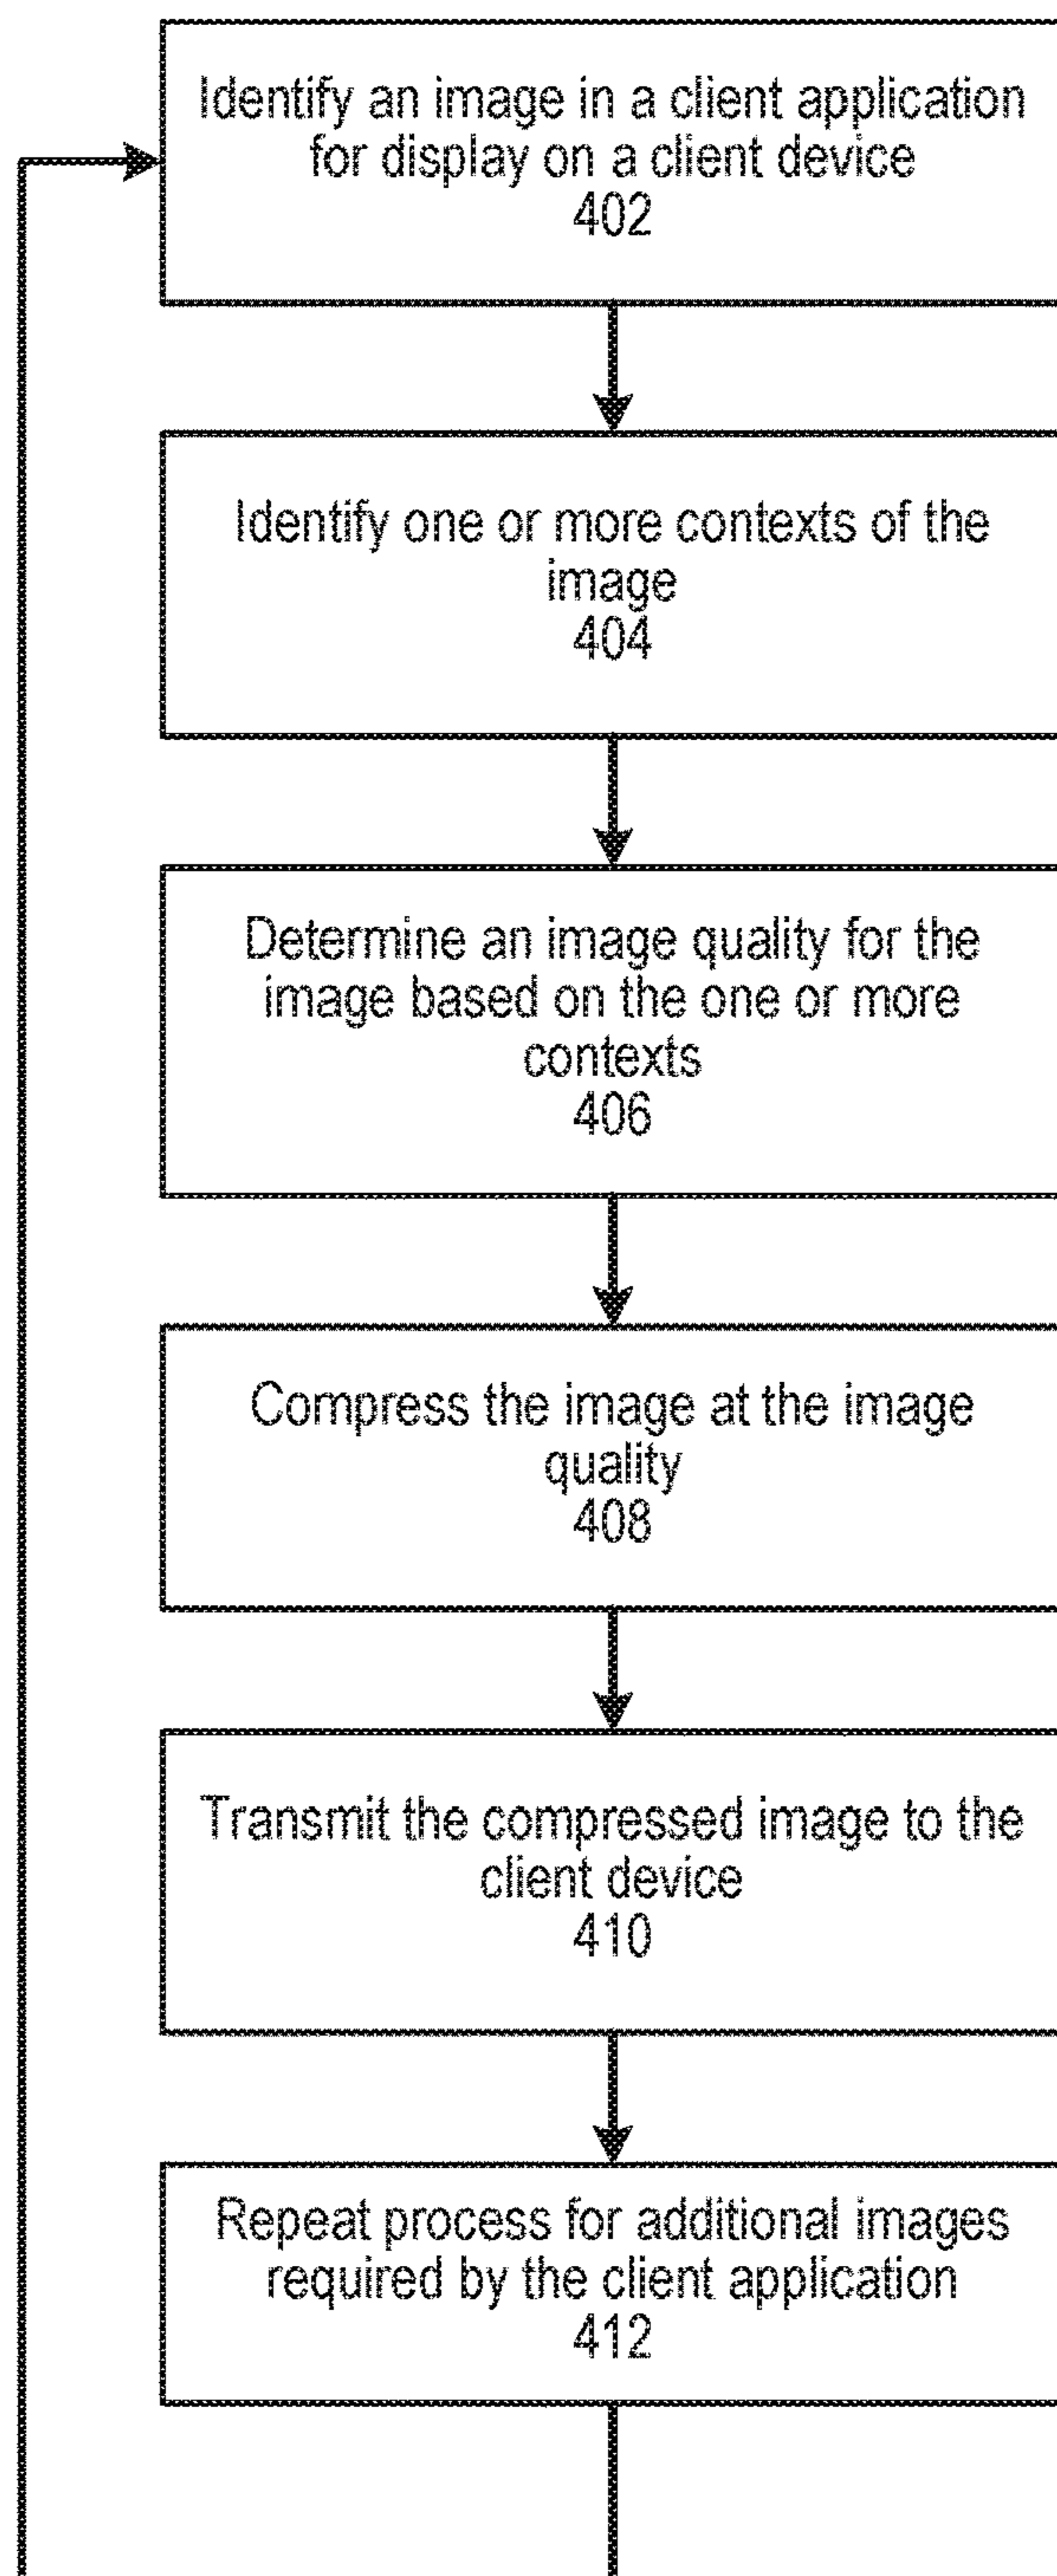 Identify an image in a client application
for display on a client device
402
Identify one or more contexts of the
image
404
Determine an image quality for the
image based on the one or more
contexts
406
Compress the image at the image
quality
408
Transmit the compressed image to the
client device
410
Repeat process for additional images
required by the client application
412